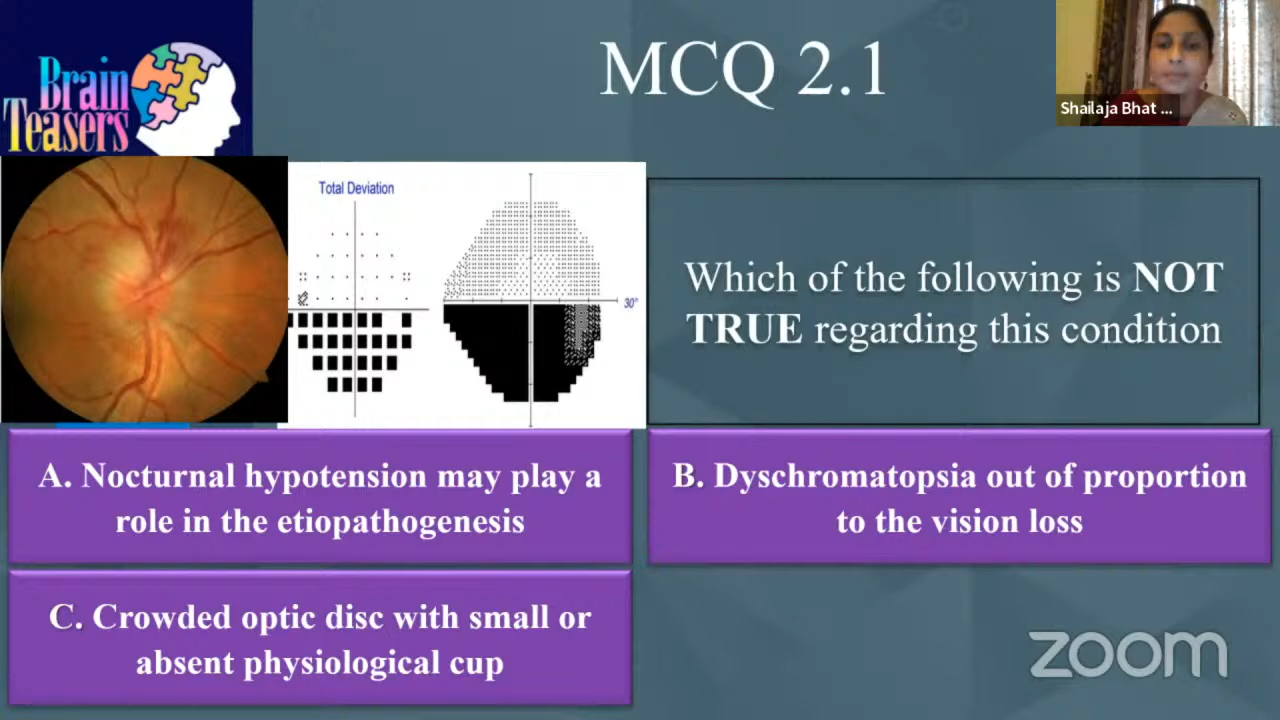 Brain
Teasers
MCQ 2.1
Shailaja Bhat ...
Total Deviation
30°
Which of the following is NOT
TRUE regarding this condition
A. Nocturnal hypotension may play a
role in the etiopathogenesis
B. Dyschromatopsia out of proportion
to the vision loss
C. Crowded optic disc with small or
absent physiological cup
zoom